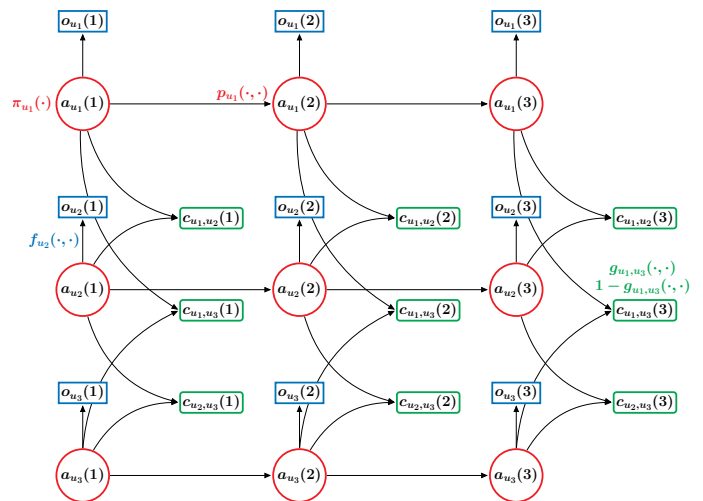 o_{u_1}(1) o_{u_1}(2) o_{u_1}(3)
π_{u_1}(·) a_{u_1}(1) p_{u_1}(·,·) a_{u_1}(2) a_{u_1}(3)
o_{u_2}(1) c_{u_1,u_2}(1) o_{u_2}(2) c_{u_1,u_2}(2) o_{u_2}(3) c_{u_1,u_2}(3)
f_{u_2}(·,·)
g_{u_1,u_3}(·,·)
1 − g_{u_1,u_3}(·,·)
a_{u_2}(1) a_{u_2}(2) a_{u_2}(3)
c_{u_1,u_3}(1) c_{u_1,u_3}(2) c_{u_1,u_3}(3)
o_{u_3}(1) c_{u_2,u_3}(1) o_{u_3}(2) c_{u_2,u_3}(2) o_{u_3}(3) c_{u_2,u_3}(3)
a_{u_3}(1) a_{u_3}(2) a_{u_3}(3)